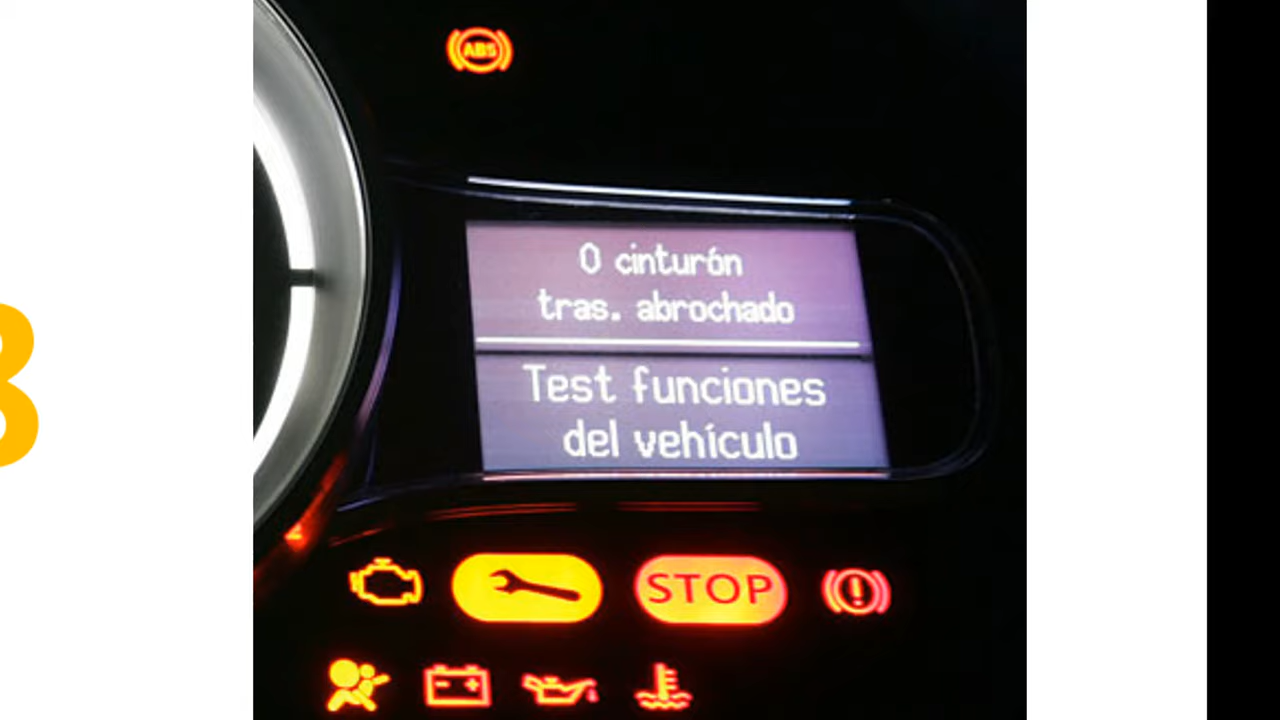 ABS
0 cinturón
tras. abrochado
Test funciones
del vehículo
STOP